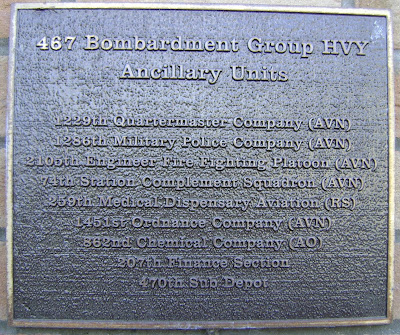 467 Bombardment Group HVY
Ancillary Units
1229th Quartermaster Company (AVN)
1286th Military Police Company (AVN)
2105th Engineer Fire Fighting Platoon (AVN)
74th Station Complement Squadron (AVN)
259th Medical Dispensary Aviation (RS)
1451st Ordnance Company (AVN)
862nd Chemical Company (AO)
207th Finance Section
470th Sub Depot